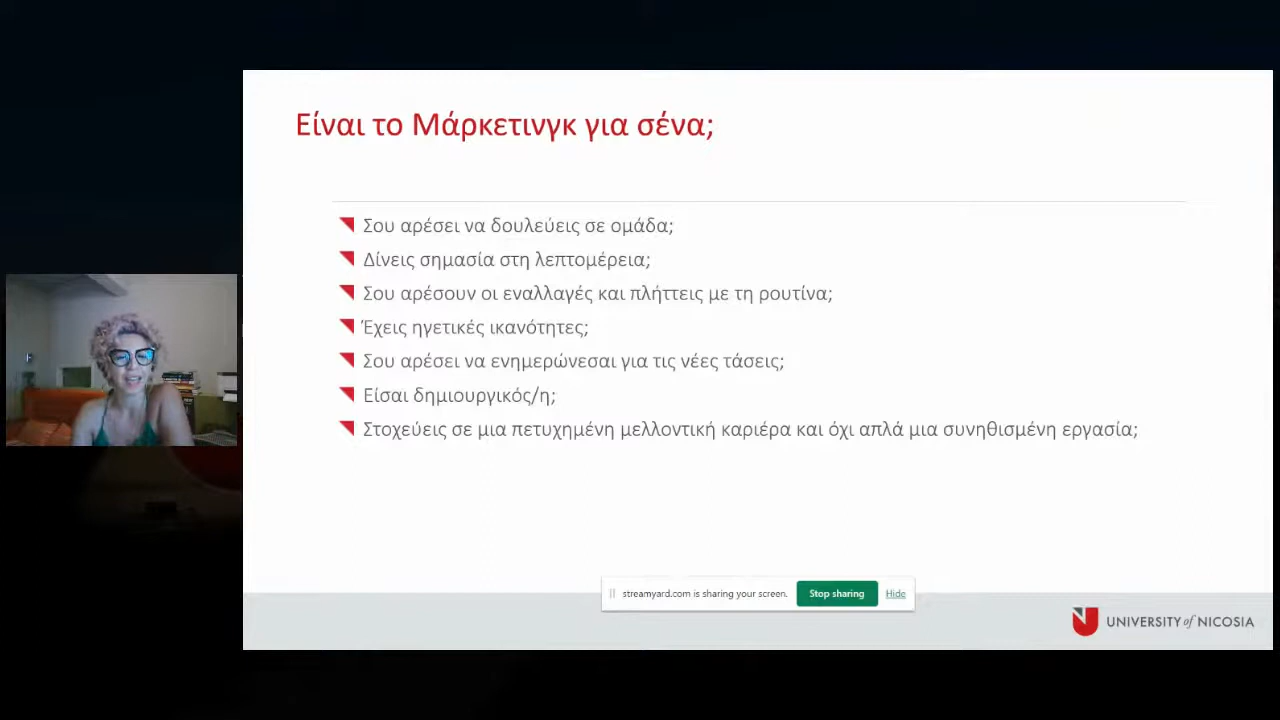 Είναι το Μάρκετινγκ για σένα;
Σου αρέσει να δουλεύεις σε ομάδα;
Δίνεις σημασία στη λεπτομέρεια;
Σου αρέσουν οι εναλλαγές και πλήττεις με τη ρουτίνα;
Έχεις ηγετικές ικανότητες;
Σου αρέσει να ενημερώνεσαι για τις νέες τάσεις;
Είσαι δημιουργικός/η;
Στοχεύεις σε μια πετυχημένη μελλοντική καριέρα και όχι απλά μια συνηθισμένη εργασία;
streamyard.com is sharing your screen. Stop sharing Hide
UNIVERSITY of NICOSIA